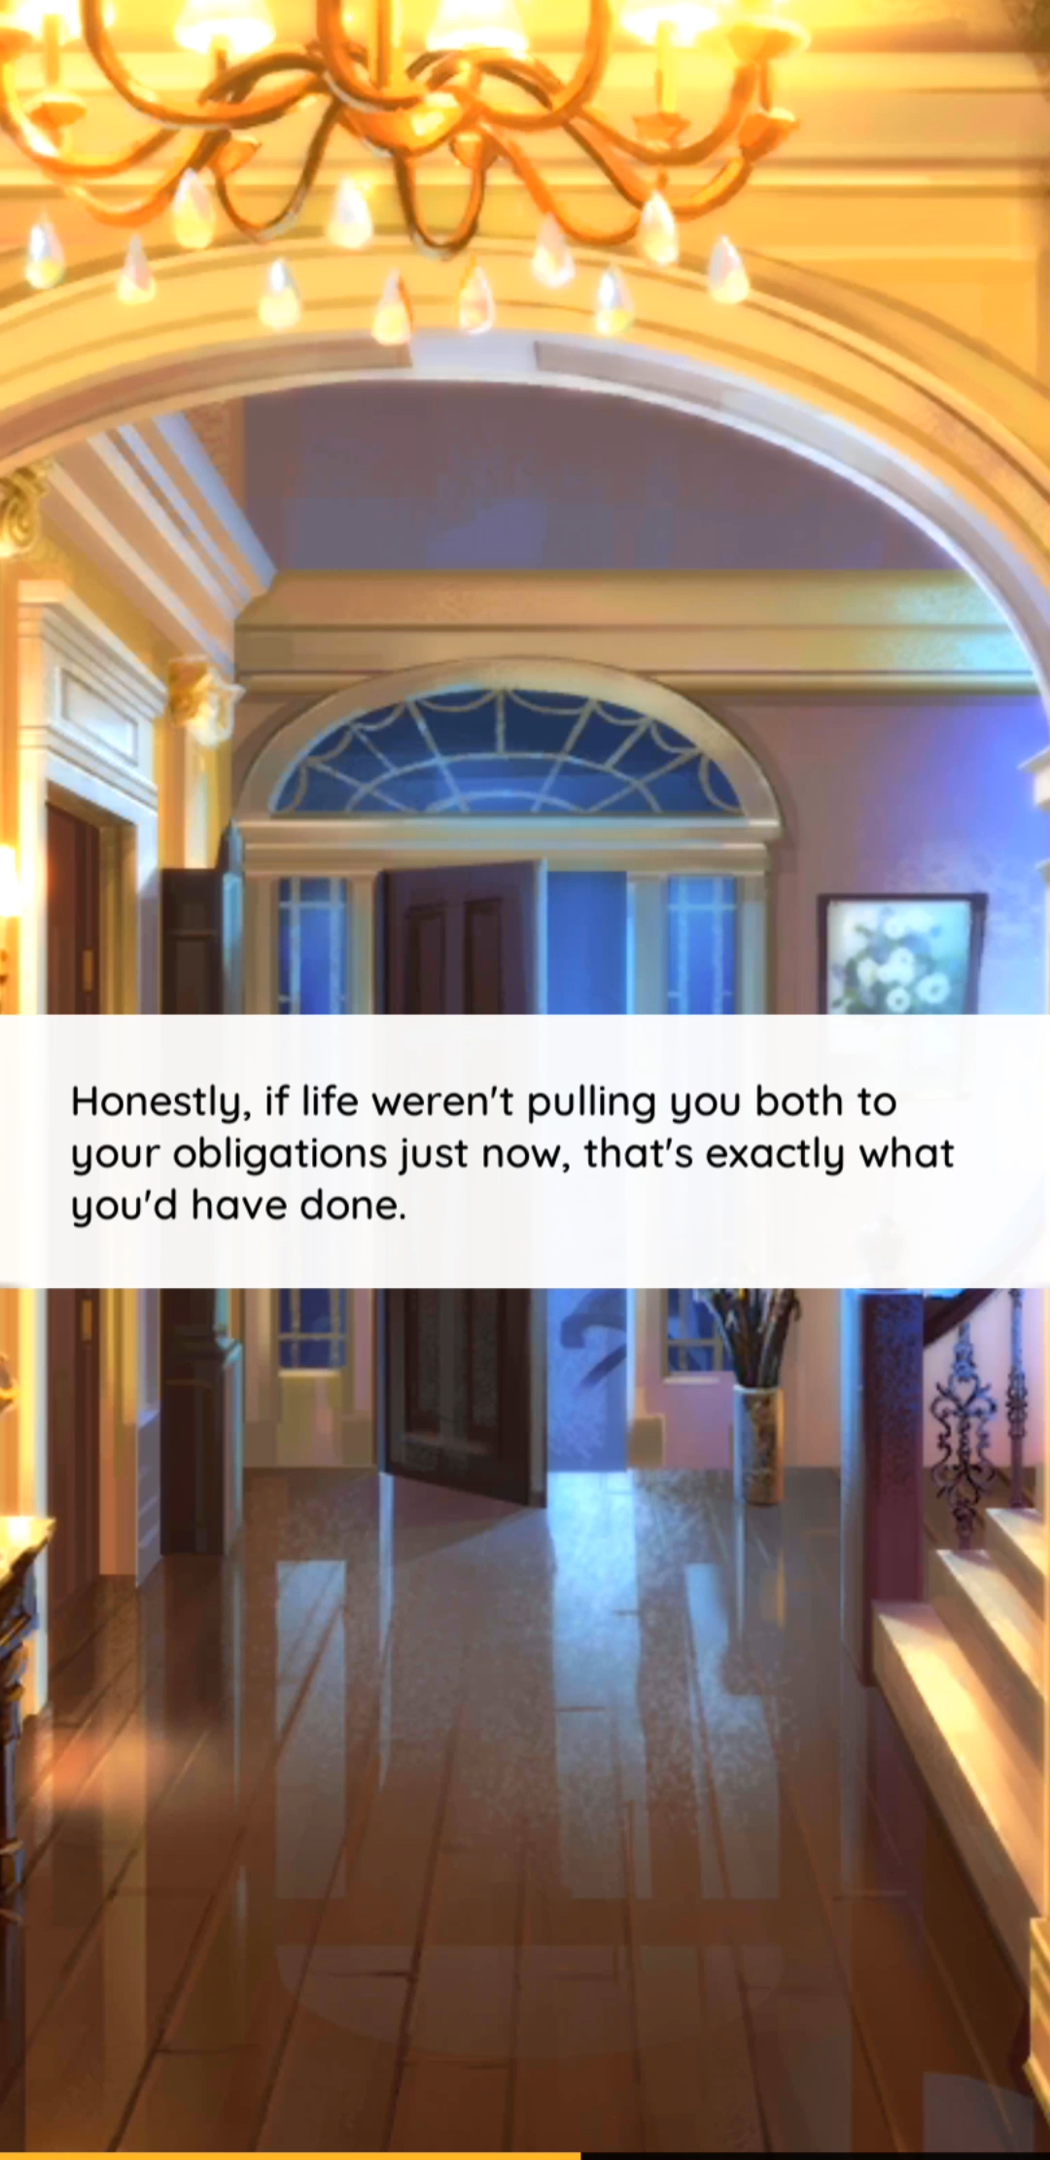 Honestly, if life weren't pulling you both to
your obligations just now, that's exactly what
you'd have done.